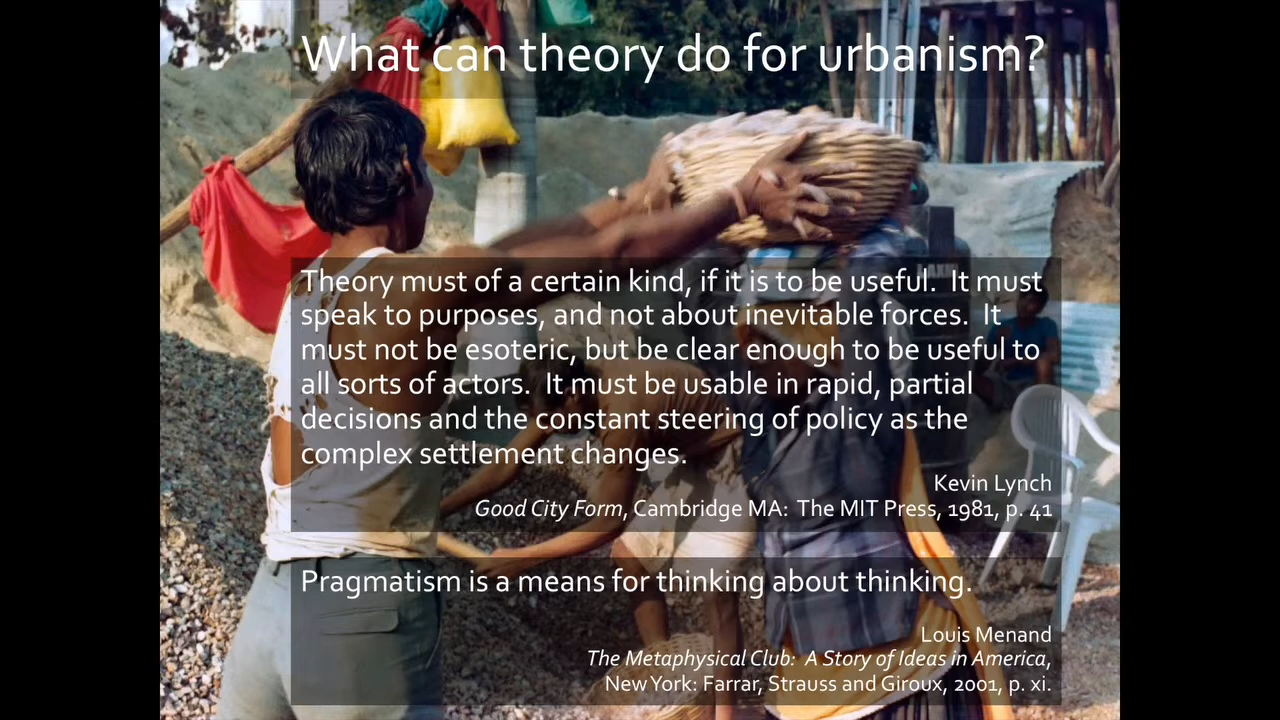 What can theory do for urbanism?
Theory must of a certain kind, if it is to be useful. It must
speak to purposes, and not about inevitable forces. It
must not be esoteric, but be clear enough to be useful to
all sorts of actors. It must be usable in rapid, partial
decisions and the constant steering of policy as the
complex settlement changes.
Kevin Lynch
Good City Form, Cambridge MA: The MIT Press, 1981, p. 41
Pragmatism is a means for thinking about thinking.
Louis Menand
The Metaphysical Club: A Story of Ideas in America,
New York: Farrar, Strauss and Giroux, 2001, p. xi.